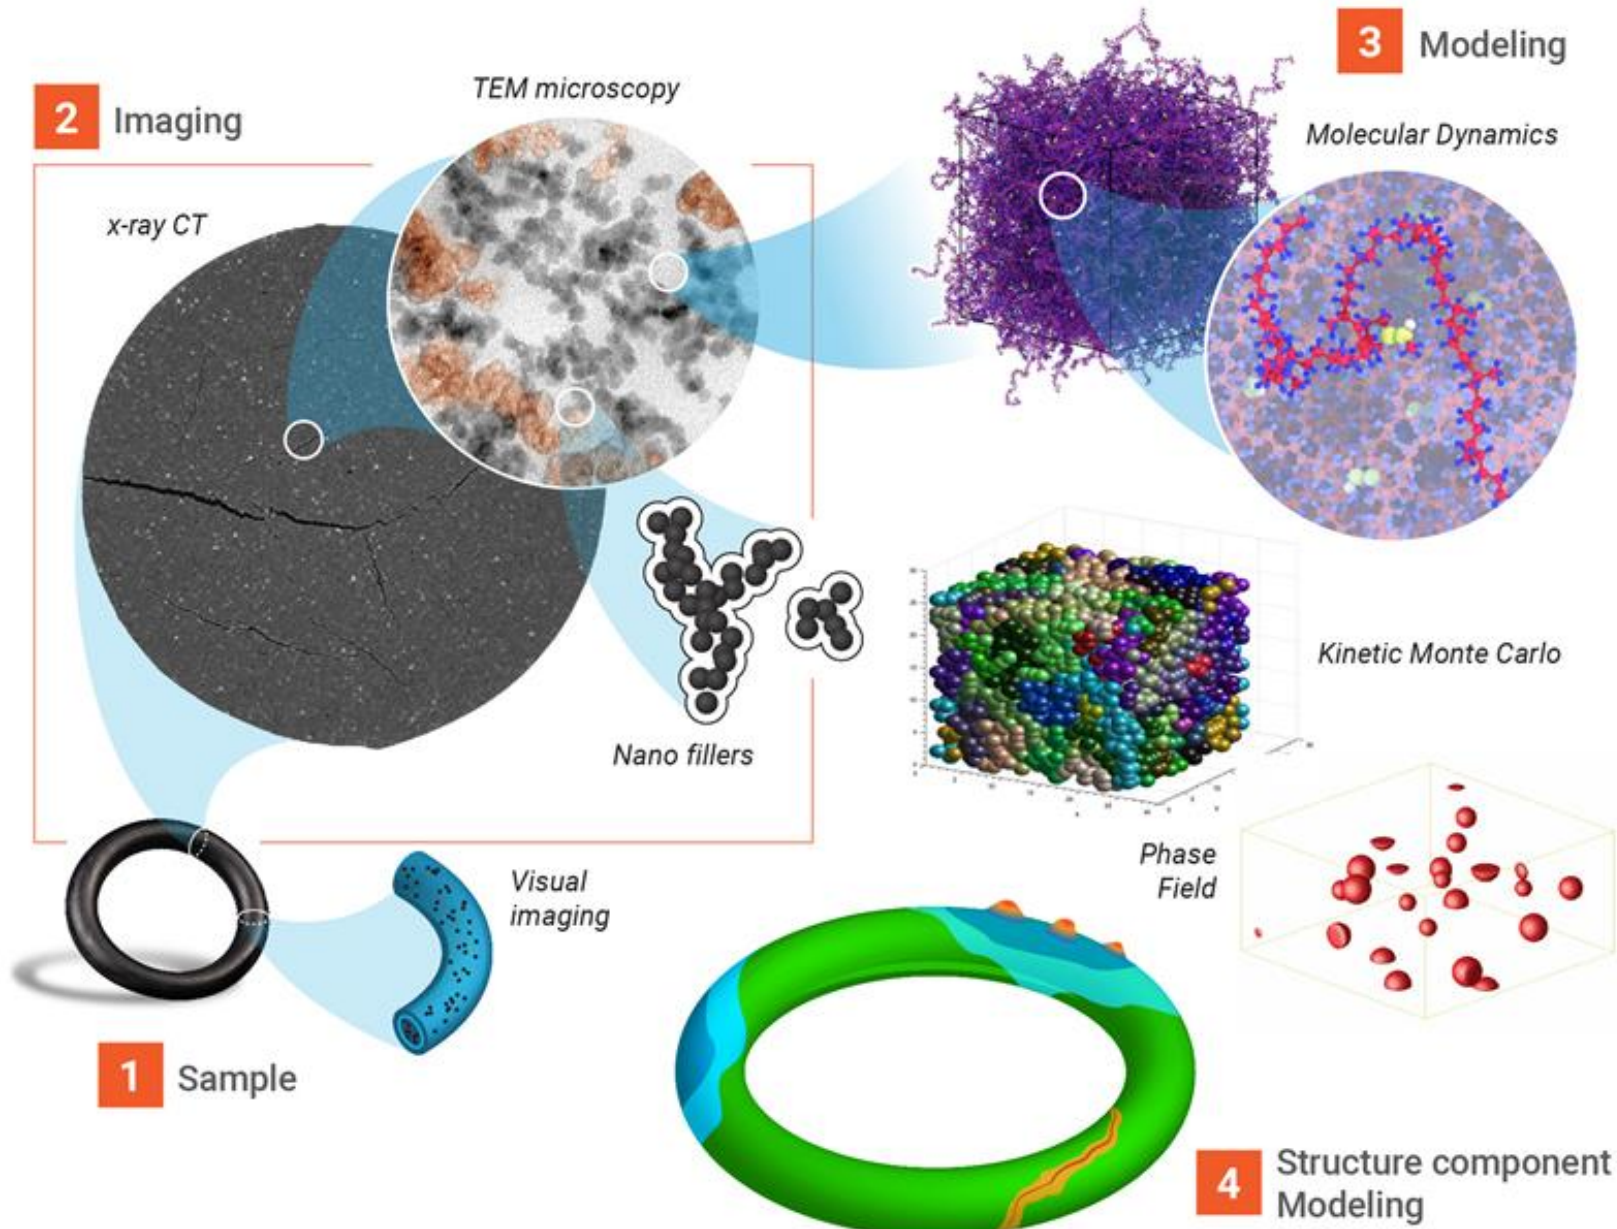 3 Modeling
TEM microscopy
2 Imaging
Molecular Dynamics
x-ray CT
Kinetic Monte Carlo
Nano fillers
Phase
Field
Visual
imaging
1 Sample
4 Structure component
Modeling